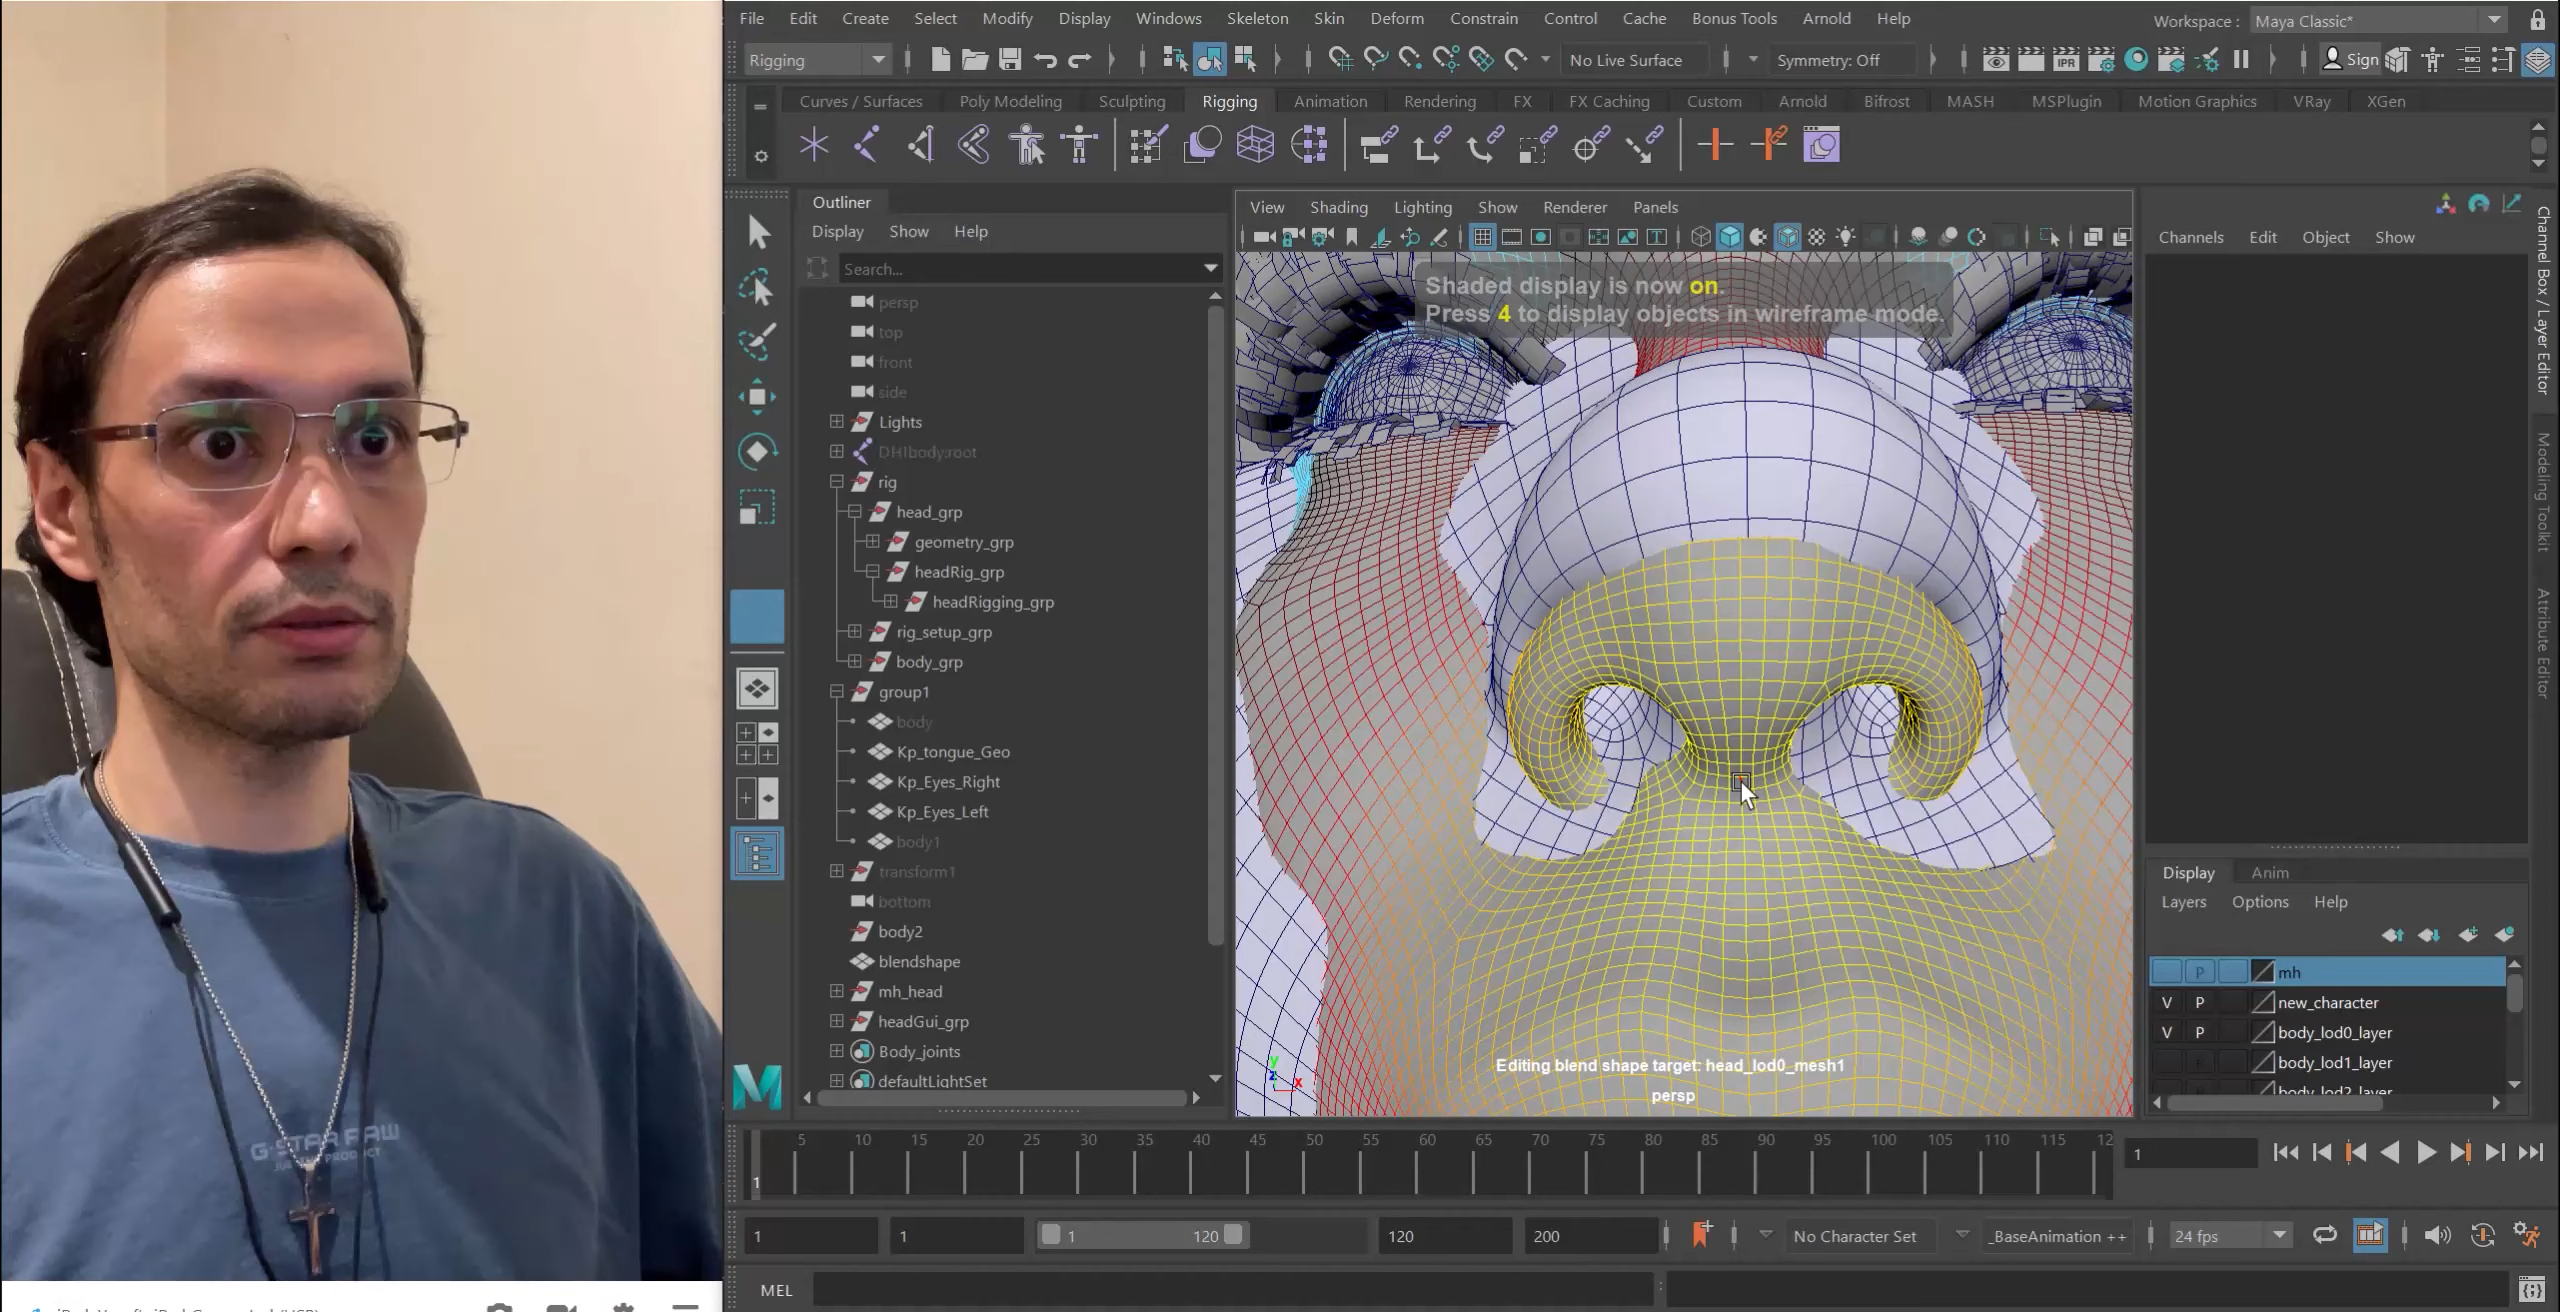 File Edit Create Select Modify Display Windows Skeleton Skin Deform Constrain Control Cache Bonus Tools Arnold Help
Workspace : Maya Classic*
Rigging
No Live Surface
Symmetry: Off
IPR
Sign
Curves / Surfaces Poly Modeling Sculpting Rigging Animation Rendering FX FX Caching Custom Arnold Bifrost MASH MSPlugin Motion Graphics VRay XGen
Outliner
Display Show Help
Search...
persp
top
front
side
Lights
DHIbody:root
rig
head_grp
geometry_grp
headRig_grp
headRigging_grp
rig_setup_grp
body_grp
group1
body
Kp_tongue_Geo
Kp_Eyes_Right
Kp_Eyes_Left
body1
transform1
bottom
body2
blendshape
mh_head
headGui_grp
Body_joints
defaultLightSet
View Shading Lighting Show Renderer Panels
Shaded display is now on.
Press 4 to display objects in wireframe mode.
Editing blend shape target: head_lod0_mesh1
persp
y
z
x
Channels Edit Object Show
Channel Box / Layer Editor
Modeling Toolkit
Attribute Editor
Display Anim
Layers Options Help
P mh
V P new_character
V P body_lod0_layer
body_lod1_layer
body_lod2_layer
5 10 15 20 25 30 35 40 45 50 55 60 65 70 75 80 85 90 95 100 105 110 115 12
1
1
1 1 1 120 120 200
No Character Set
_BaseAnimation ++
24 fps
MEL
G-STAR RAW